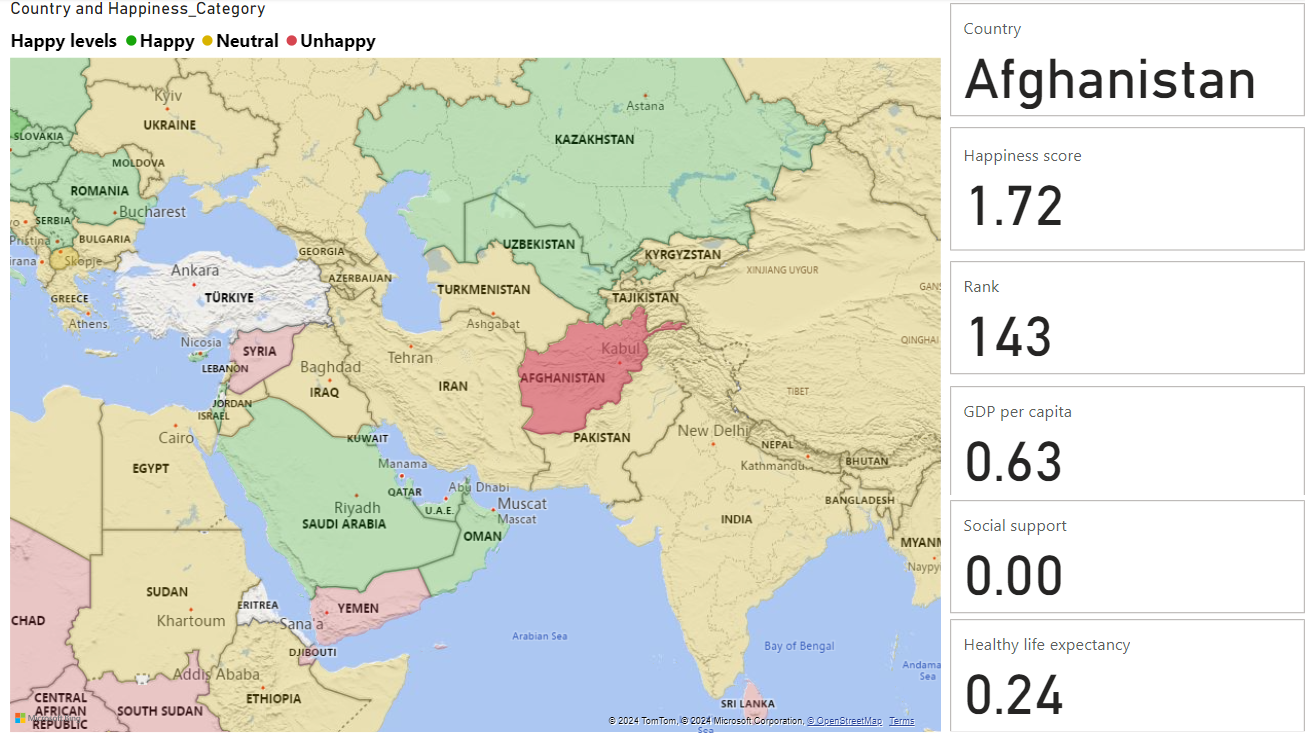 Country and Happiness_Category
Happy levels Happy Neutral Unhappy
Kyiv
UKRAINE
Astana
KAZAKHSTAN
SLOVAKIA
MOLDOVA
ROMANIA
Bucharest
SERBIA
Pristina
BULGARIA
Skopje
GREECE
Athens
GEORGIA
AZERBAIJAN
Ankara
TÜRKİYE
UZBEKISTAN
KYRGYZSTAN
XINJIANG UYGUR
GANS
TURKMENISTAN
TAJIKISTAN
Ashgabat
QINGHAI
Nicosia
SYRIA
LEBANON
Baghdad
IRAQ
Tehran
IRAN
Kabul
AFGHANISTAN
TIBET
JORDAN
ISRAEL
Cairo
EGYPT
KUWAIT
PAKISTAN
New Delhi
NEPAL
Kathmandu
BHUTAN
BANGLADESH
Manama
QATAR
Abu Dhabi
U.A.E.
Muscat
Mascat
Riyadh
SAUDI ARABIA
OMAN
INDIA
MYANM
Naypyi
SUDAN
Khartoum
ERITREA
Sana'a
YEMEN
CHAD
DJIBOUTI
Addis Ababa
ETHIOPIA
Arabian Sea
Bay of Bengal
Andama
Sea
CENTRAL
AFRICAN
REPUBLIC
SOUTH SUDAN
SRI LANKA
Microsoft Bing
© 2024 TomTom, © 2024 Microsoft Corporation, © OpenStreetMap Terms
Country
Afghanistan
Happiness score
1.72
Rank
143
GDP per capita
0.63
Social support
0.00
Healthy life expectancy
0.24